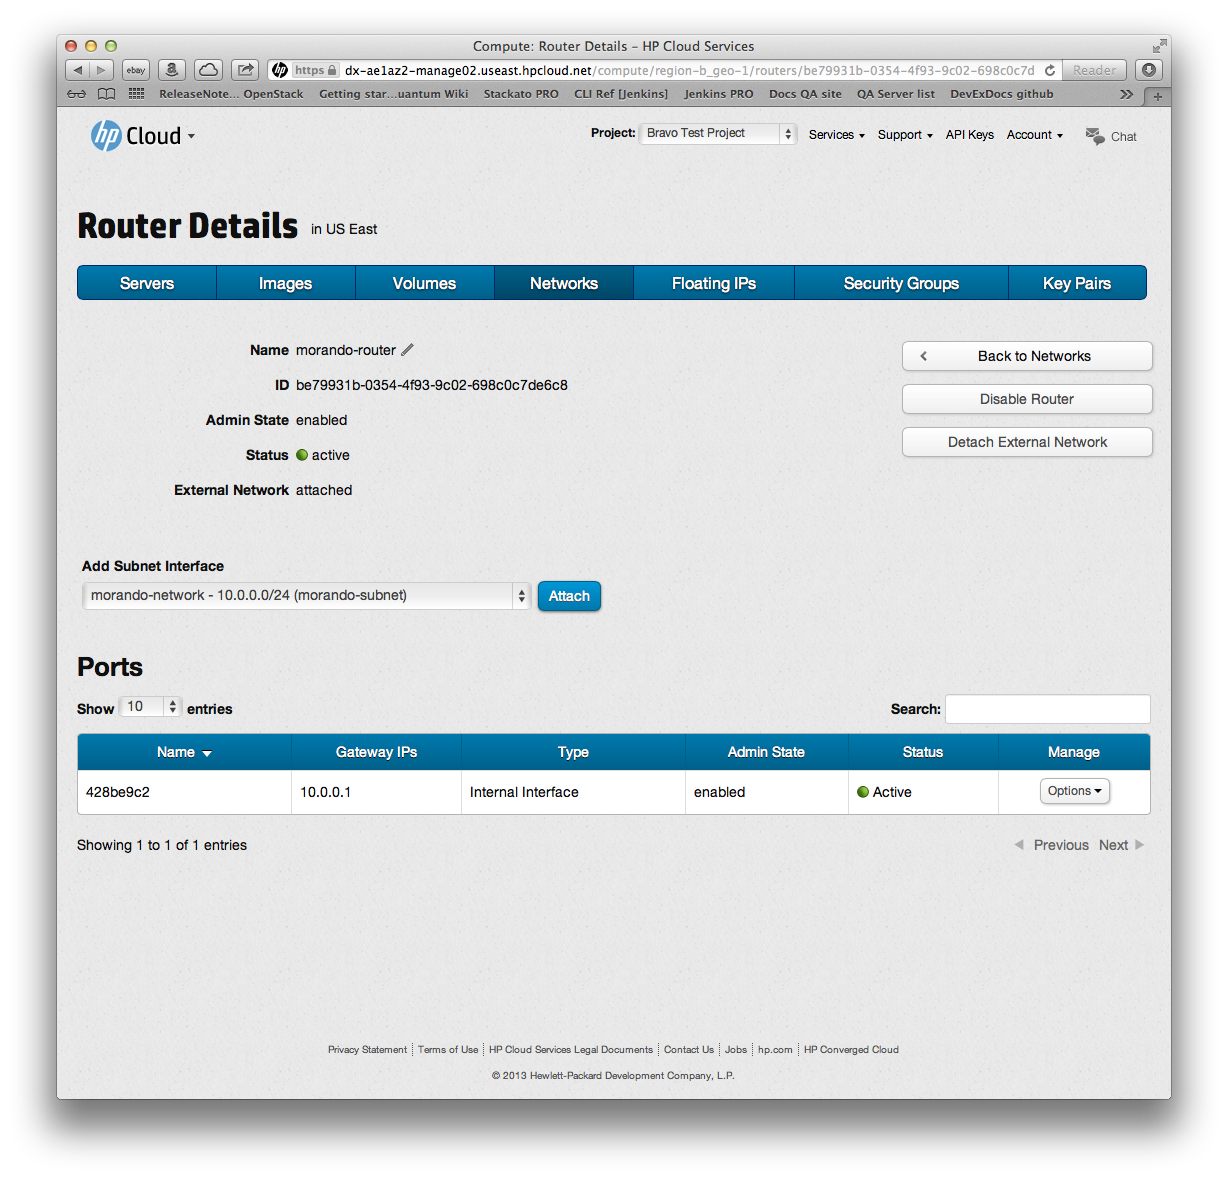 Compute: Router Details – HP Cloud Services
ebay a hp https dx-ae1az2-manage02.useast.hpcloud.net/compute/region-b_geo-1/routers/be79931b-0354-4f93-9c02-698c0c7d Reader
ReleaseNote... OpenStack Getting star...uantum Wiki Stackato PRO CLI Ref [Jenkins] Jenkins PRO Docs QA site QA Server list DevExDocs github
hp Cloud Project: Bravo Test Project Services Support API Keys Account Chat
Router Details in US East
Servers Images Volumes Networks Floating IPs Security Groups Key Pairs
Name morando-router
Back to Networks
ID be79931b-0354-4f93-9c02-698c0c7de6c8
Disable Router
Admin State enabled
Detach External Network
Status active
External Network attached
Add Subnet Interface
morando-network - 10.0.0.0/24 (morando-subnet) Attach
Ports
Show 10 entries Search:
Name Gateway IPs Type Admin State Status Manage
428be9c2 10.0.0.1 Internal Interface enabled Active Options
Showing 1 to 1 of 1 entries Previous Next
Privacy Statement Terms of Use HP Cloud Services Legal Documents Contact Us Jobs hp.com HP Converged Cloud
© 2013 Hewlett-Packard Development Company, L.P.